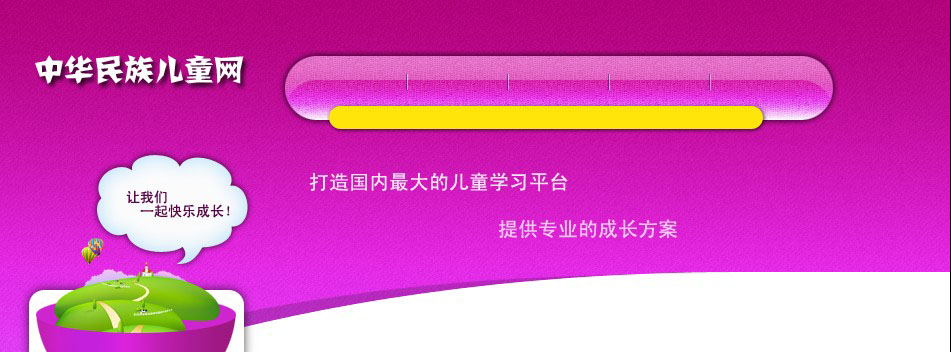 中华民族儿童网
打造国内最大的儿童学习平台
让我们
一起快乐成长!
提供专业的成长方案